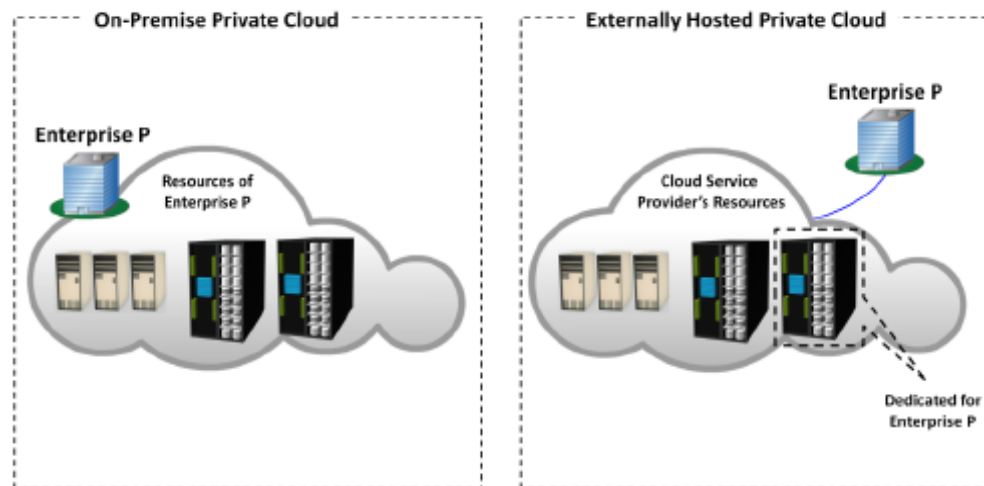 On-Premise Private Cloud
Enterprise P
Resources of
Enterprise P
Externally Hosted Private Cloud
Enterprise P
Cloud Service
Provider's Resources
Dedicated for
Enterprise P